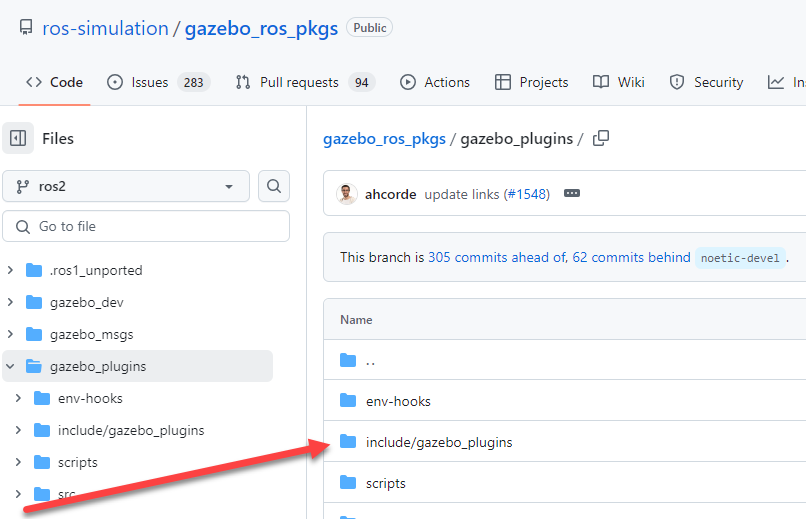 ros-simulation / gazebo_ros_pkgs Public
Code Issues 283 Pull requests 94 Actions Projects Wiki Security
Files
ros2
Go to file
.ros1_unported
gazebo_dev
gazebo_msgs
gazebo_plugins
env-hooks
include/gazebo_plugins
scripts
src
gazebo_ros_pkgs / gazebo_plugins /
ahcorde update links (#1548)
This branch is 305 commits ahead of, 62 commits behind noetic-devel .
Name
..
env-hooks
include/gazebo_plugins
scripts